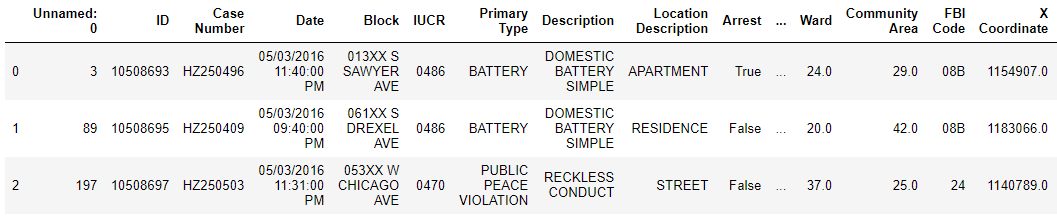 Unnamed: 0 ID Case Number Date Block IUCR Primary Type Description Location Description Arrest ... Ward Community Area FBI Code X Coordinate
0 3 10508693 HZ250496 05/03/2016 11:40:00 PM 013XX S SAWYER AVE 0486 BATTERY DOMESTIC BATTERY SIMPLE APARTMENT True ... 24.0 29.0 08B 1154907.0
1 89 10508695 HZ250409 05/03/2016 09:40:00 PM 061XX S DREXEL AVE 0486 BATTERY DOMESTIC BATTERY SIMPLE RESIDENCE False ... 20.0 42.0 08B 1183066.0
2 197 10508697 HZ250503 05/03/2016 11:31:00 PM 053XX W CHICAGO AVE 0470 PUBLIC PEACE VIOLATION RECKLESS CONDUCT STREET False ... 37.0 25.0 24 1140789.0